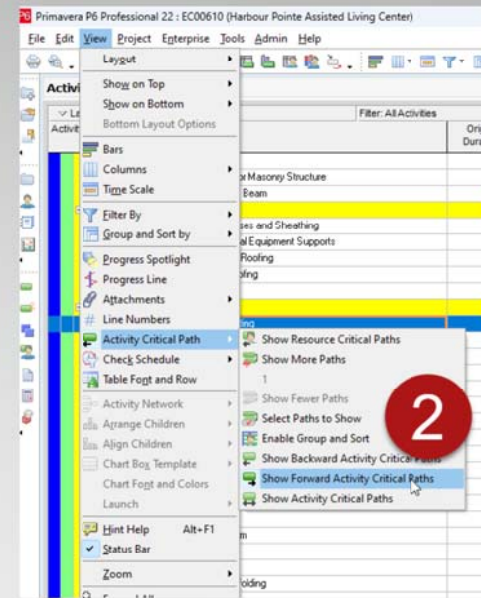 Primavera P6 Professional 22 : EC00610 (Harbour Pointe Assisted Living Center)
File Edit View Project Enterprise Tools Admin Help
Layout
Show on Top
Show on Bottom
Bottom Layout Options
Bars
Columns
Time Scale
Filter By
Group and Sort by
Progress Spotlight
Progress Line
Attachments
Line Numbers
Activity Critical Path
Check Schedule
Table Font and Row
Activity Network
Arrange Children
Align Children
Chart Box Template
Chart Font and Colors
Launch
Hint Help Alt+F1
Status Bar
Zoom
Filter: All Activities
Masonry Structure
Beam
and Sheathing
Equipment Supports
Roofing
Show Resource Critical Paths
Show More Paths
1
Show Fewer Paths
Select Paths to Show
Enable Group and Sort
Show Backward Activity Critical Paths
Show Forward Activity Critical Paths
Show Activity Critical Paths
2